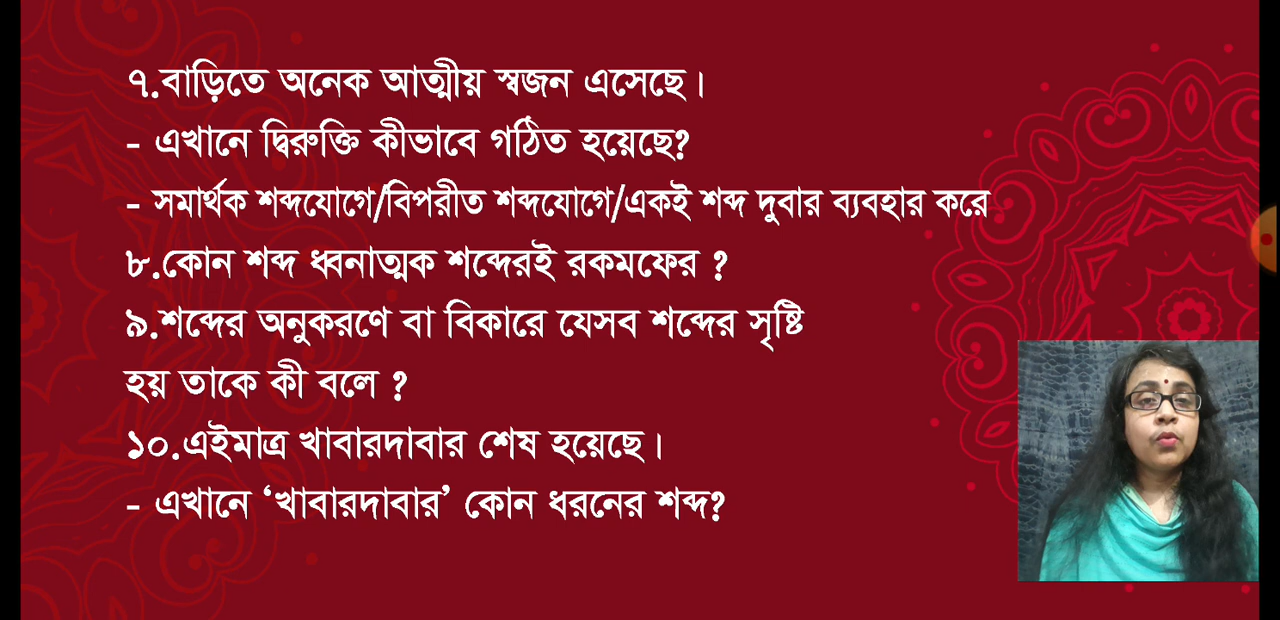 ৭.বাড়িতে অনেক আত্মীয় স্বজন এসেছে।
- এখানে দ্বিরুক্তি কীভাবে গঠিত হয়েছে?
- সমার্থক শব্দযোগে/বিপরীত শব্দযোগে/একই শব্দ দুবার ব্যবহার করে
৮.কোন শব্দ ধ্বনাত্মক শব্দেরই রকমফের ?
৯.শব্দের অনুকরণে বা বিকারে যেসব শব্দের সৃষ্টি
হয় তাকে কী বলে ?
১০.এইমাত্র খাবারদাবার শেষ হয়েছে।
- এখানে ‘খাবারদাবার’ কোন ধরনের শব্দ?